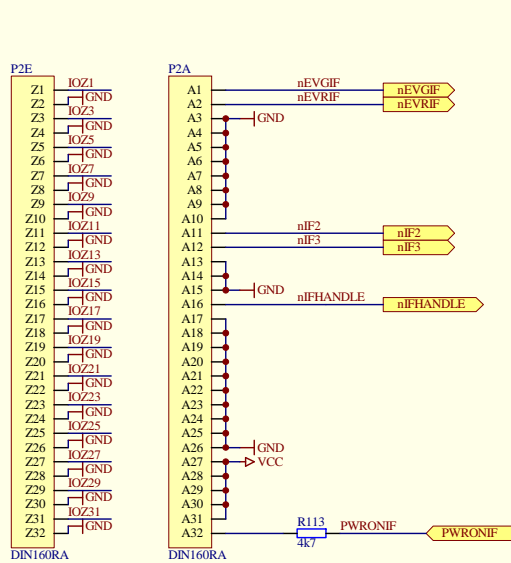 P2E
Z1 IOZ1
Z2 GND
Z3 IOZ3
Z4 GND
Z5 IOZ5
Z6 GND
Z7 IOZ7
Z8 GND
Z9 IOZ9
Z10 GND
Z11 IOZ11
Z12 GND
Z13 IOZ13
Z14 GND
Z15 IOZ15
Z16 GND
Z17 IOZ17
Z18 GND
Z19 IOZ19
Z20 GND
Z21 IOZ21
Z22 GND
Z23 IOZ23
Z24 GND
Z25 IOZ25
Z26 GND
Z27 IOZ27
Z28 GND
Z29 IOZ29
Z30 GND
Z31 IOZ31
Z32 GND
DIN160RA
P2A
A1 nEVGIF nEVGIF
A2 nEVRIF nEVRIF
A3 GND
A4
A5
A6
A7
A8
A9
A10
A11 nIF2 nIF2
A12 nIF3 nIF3
A13
A14
A15 GND
A16 nIFHANDLE nIFHANDLE
A17
A18
A19
A20
A21
A22
A23
A24
A25
A26 GND
A27 VCC
A28
A29
A30
A31
A32 R113 PWRONIF PWRONIF
4k7
DIN160RA